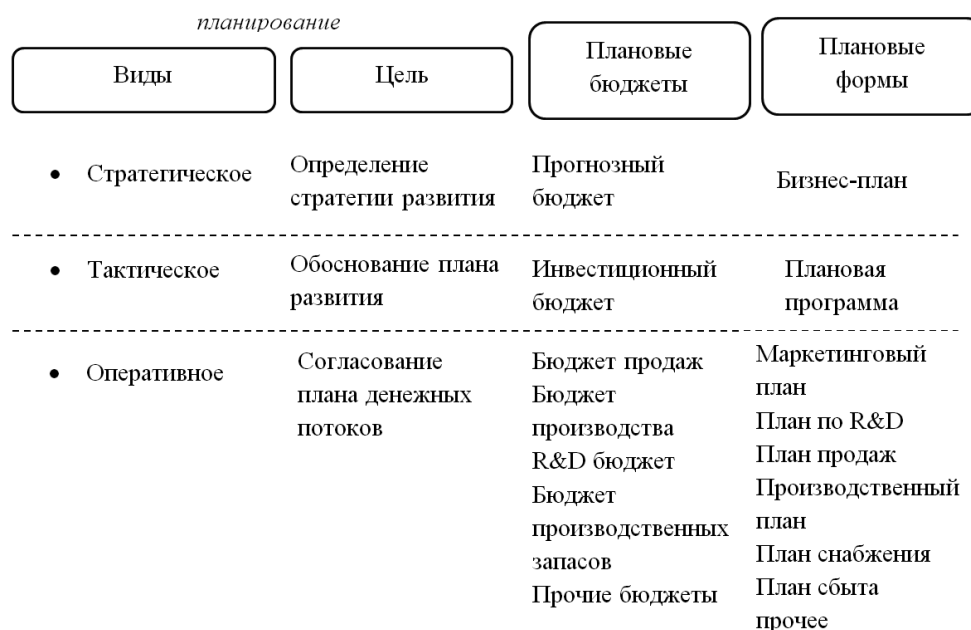 планирование
Виды
Цель
Плановые
бюджеты
Плановые
формы
• Стратегическое
Определение
стратегии развития
Прогнозный
бюджет
Бизнес-план
• Тактическое
Обоснование плана
развития
Инвестиционный
бюджет
Плановая
программа
• Оперативное
Согласование
плана денежных
потоков
Бюджет продаж
Бюджет
производства
R&D бюджет
Бюджет
производственных
запасов
Прочие бюджеты
Маркетинговый
план
План по R&D
План продаж
Производственный
план
План снабжения
План сбыта
прочее